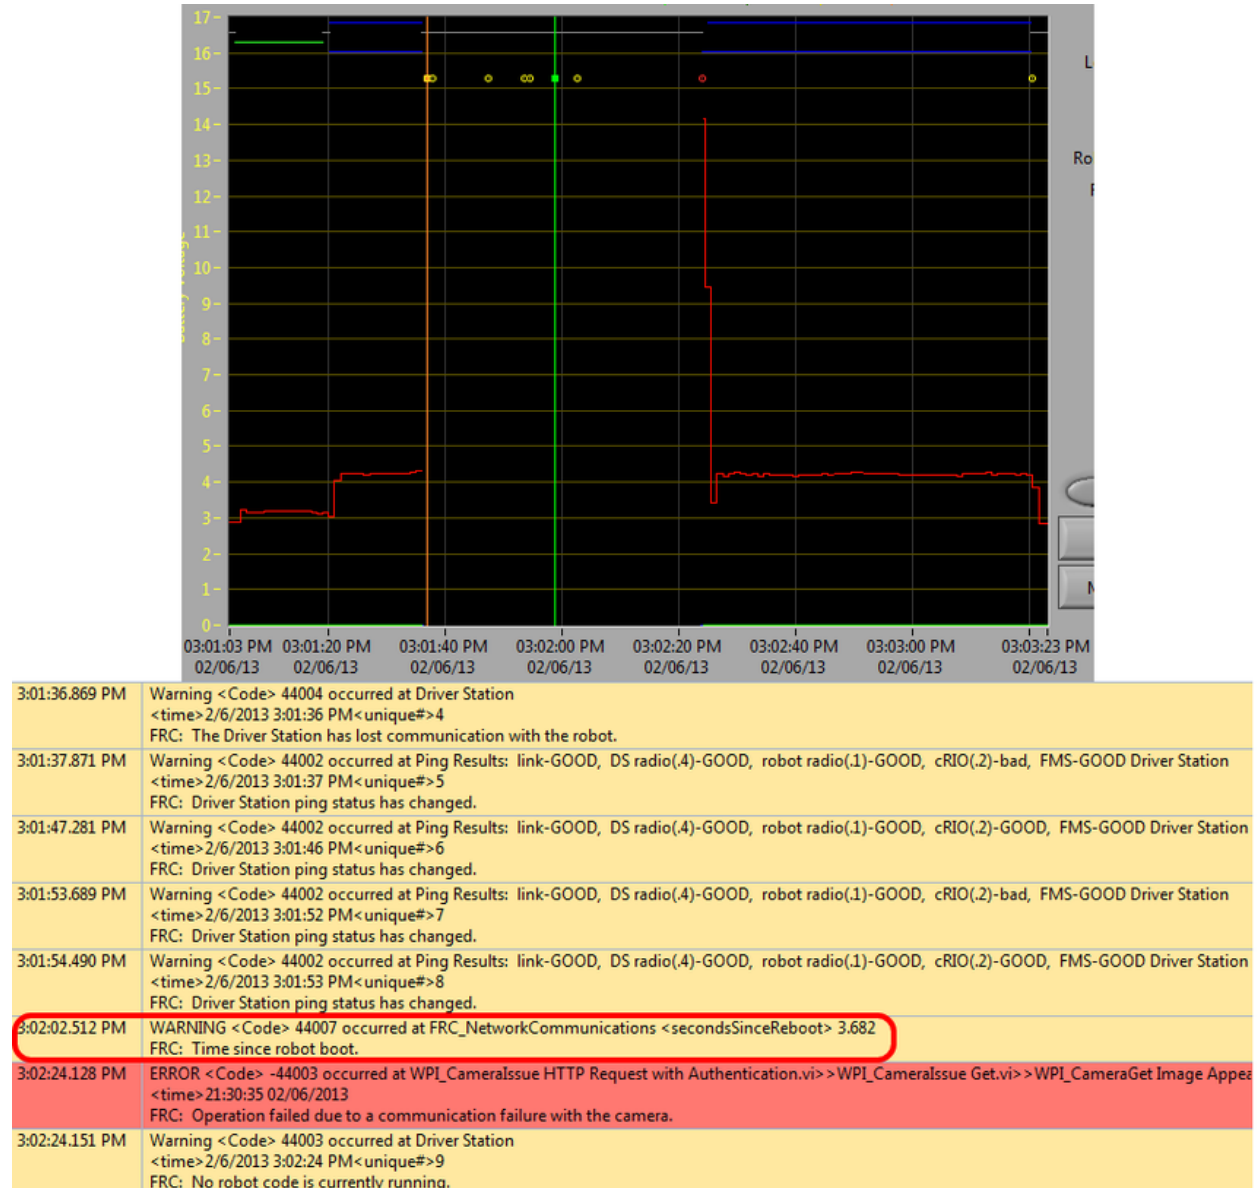 17-
16-
15-
14-
13-
12-
11-
10-
9-
8-
7-
6-
5-
4-
3-
2-
1-
0-
Battery Voltage
L
Ro
03:01:03 PM 03:01:20 PM 03:01:40 PM 03:02:00 PM 03:02:20 PM 03:02:40 PM 03:03:00 PM 03:03:23 PM
02/06/13 02/06/13 02/06/13 02/06/13 02/06/13 02/06/13 02/06/13 02/06/13
3:01:36.869 PM Warning <Code> 44004 occurred at Driver Station
<time>2/6/2013 3:01:36 PM<unique#>4
FRC: The Driver Station has lost communication with the robot.
3:01:37.871 PM Warning <Code> 44002 occurred at Ping Results: link-GOOD, DS radio(.4)-GOOD, robot radio(.1)-GOOD, cRIO(.2)-bad, FMS-GOOD Driver Station
<time>2/6/2013 3:01:37 PM<unique#>5
FRC: Driver Station ping status has changed.
3:01:47.281 PM Warning <Code> 44002 occurred at Ping Results: link-GOOD, DS radio(.4)-GOOD, robot radio(.1)-GOOD, cRIO(.2)-GOOD, FMS-GOOD Driver Station
<time>2/6/2013 3:01:46 PM<unique#>6
FRC: Driver Station ping status has changed.
3:01:53.689 PM Warning <Code> 44002 occurred at Ping Results: link-GOOD, DS radio(.4)-GOOD, robot radio(.1)-GOOD, cRIO(.2)-bad, FMS-GOOD Driver Station
<time>2/6/2013 3:01:52 PM<unique#>7
FRC: Driver Station ping status has changed.
3:01:54.490 PM Warning <Code> 44002 occurred at Ping Results: link-GOOD, DS radio(.4)-GOOD, robot radio(.1)-GOOD, cRIO(.2)-GOOD, FMS-GOOD Driver Station
<time>2/6/2013 3:01:53 PM<unique#>8
FRC: Driver Station ping status has changed.
3:02:02.512 PM WARNING <Code> 44007 occurred at FRC_NetworkCommunications <secondsSinceReboot> 3.682
FRC: Time since robot boot.
3:02:24.128 PM ERROR <Code> -44003 occurred at WPI_CameraIssue HTTP Request with Authentication.vi>>WPI_CameraIssue Get.vi>>WPI_CameraGet Image Appea
<time>21:30:35 02/06/2013
FRC: Operation failed due to a communication failure with the camera.
3:02:24.151 PM Warning <Code> 44003 occurred at Driver Station
<time>2/6/2013 3:02:24 PM<unique#>9
FRC: No robot code is currently running.